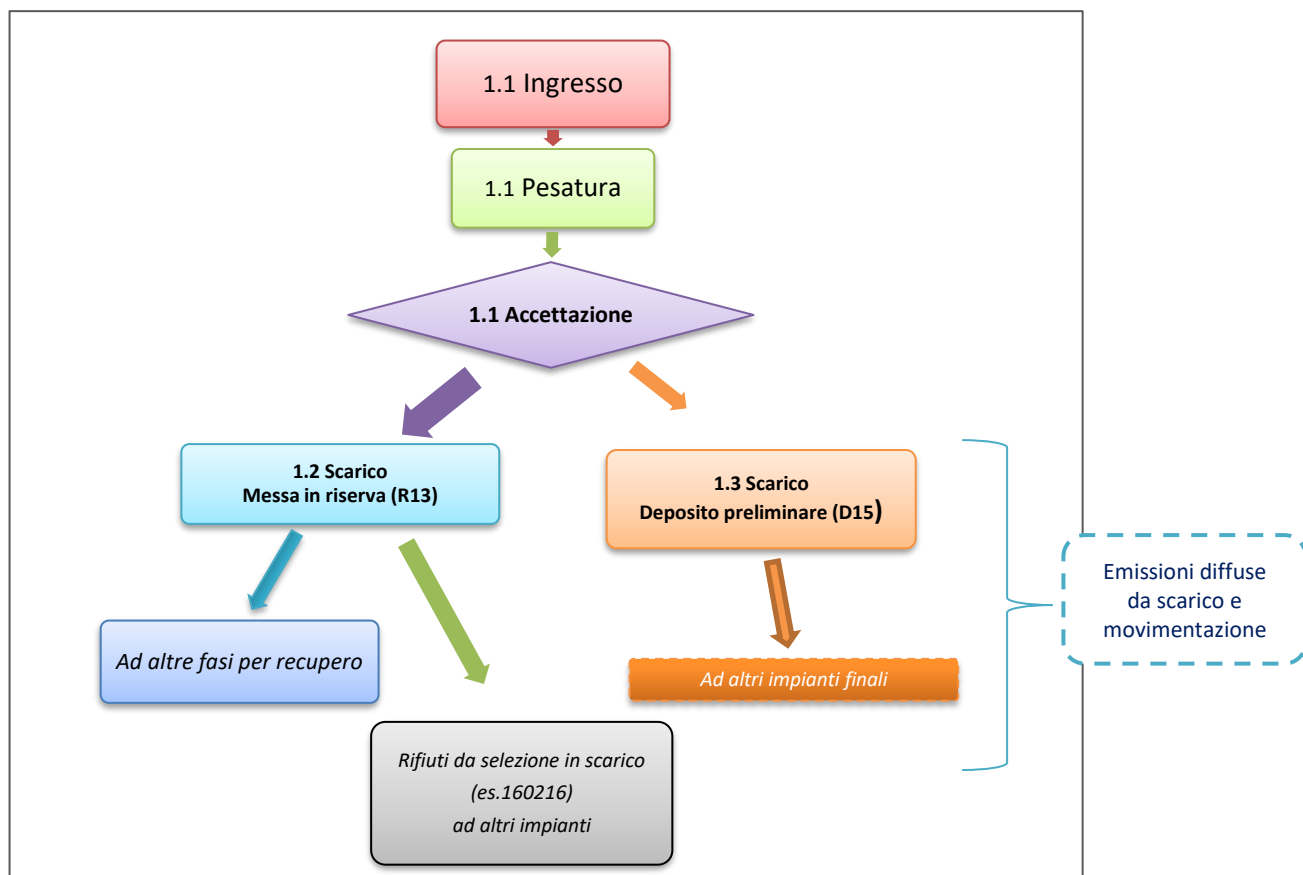 1.1 Ingresso
1.1 Pesatura
1.1 Accettazione
1.2 Scarico
Messa in riserva (R13)
1.3 Scarico
Deposito preliminare (D15)
Emissioni diffuse
da scarico e
movimentazione
Ad altre fasi per recupero
Ad altri impianti finali
Rifiuti da selezione in scarico
(es.160216)
ad altri impianti